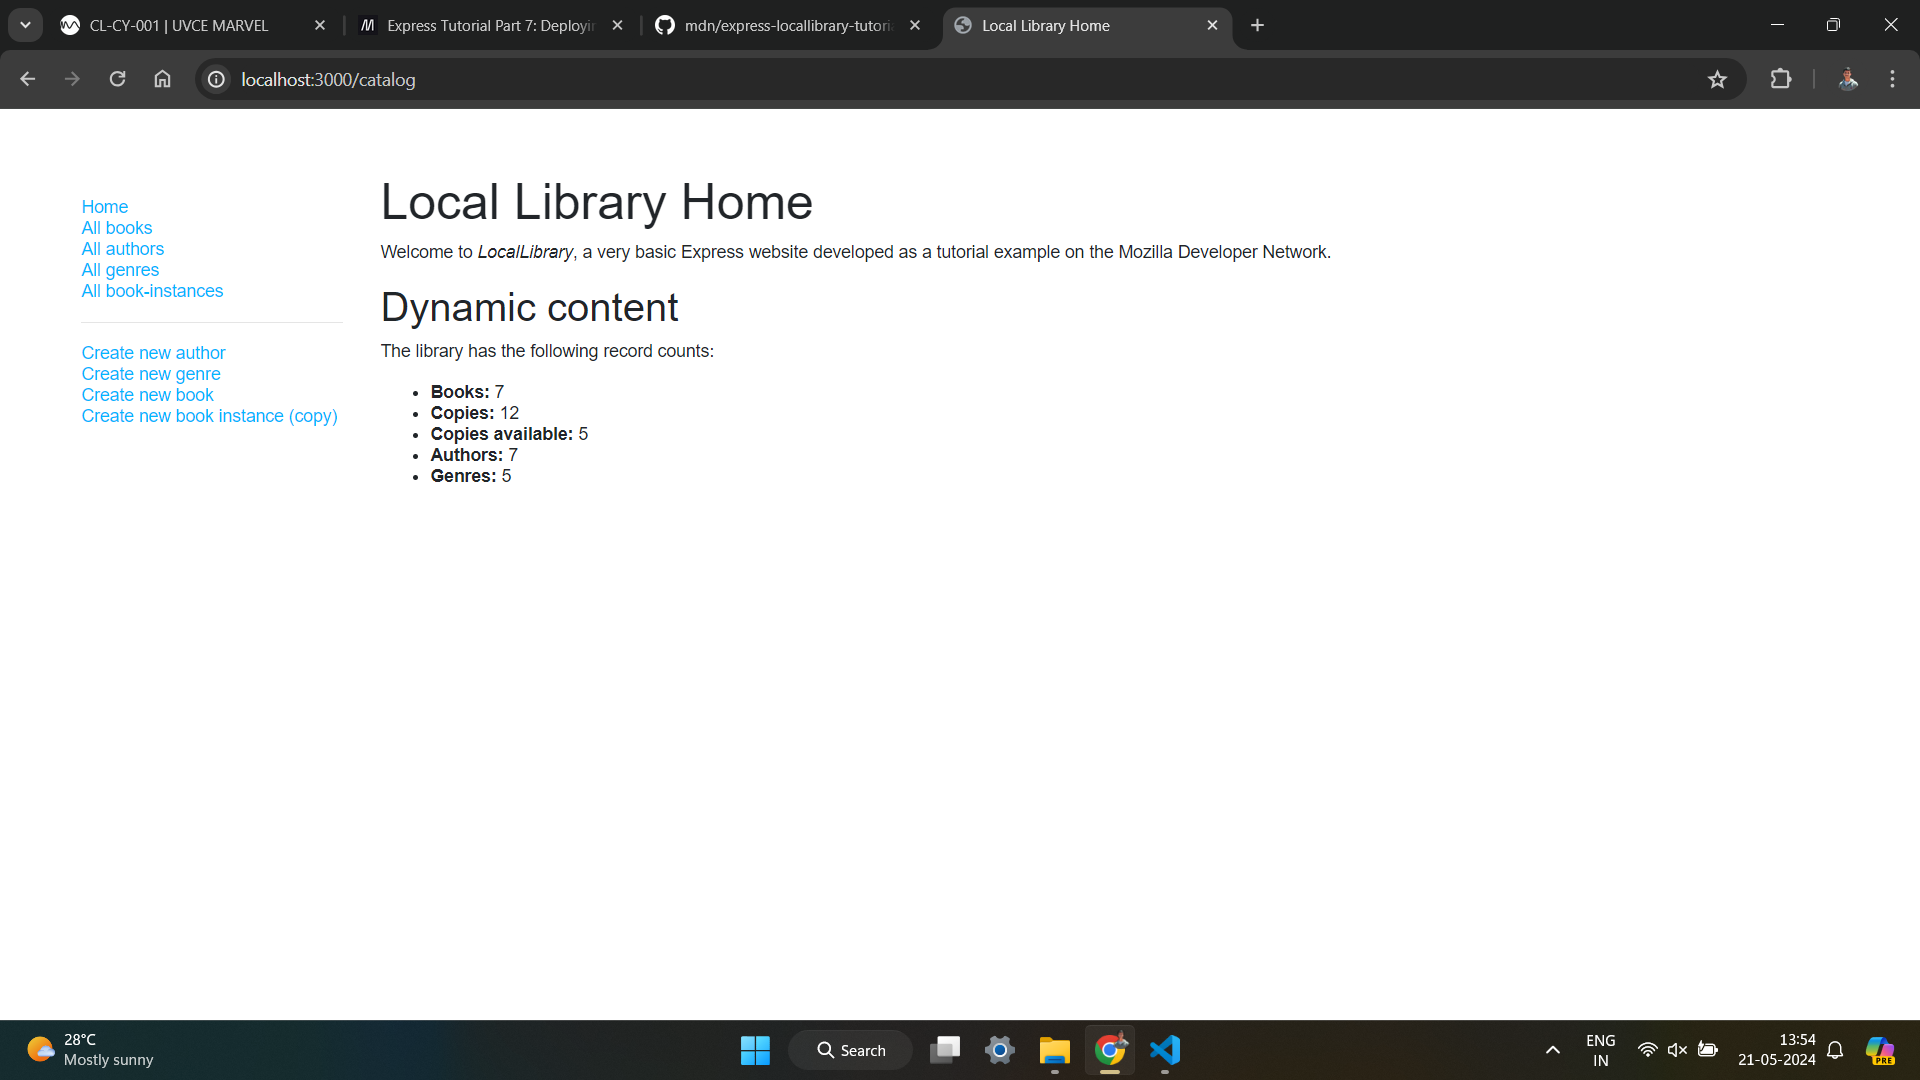 CL-CY-001 | UVCE MARVEL
Express Tutorial Part 7: Deployin
mdn/express-locallibrary-tutoria
Local Library Home
localhost:3000/catalog
Home
All books
All authors
All genres
All book-instances
Create new author
Create new genre
Create new book
Create new book instance (copy)
Local Library Home
Welcome to LocalLibrary, a very basic Express website developed as a tutorial example on the Mozilla Developer Network.
Dynamic content
The library has the following record counts:
• Books: 7
• Copies: 12
• Copies available: 5
• Authors: 7
• Genres: 5
28°C
Mostly sunny
Search
ENG
IN
13:54
21-05-2024
PRE